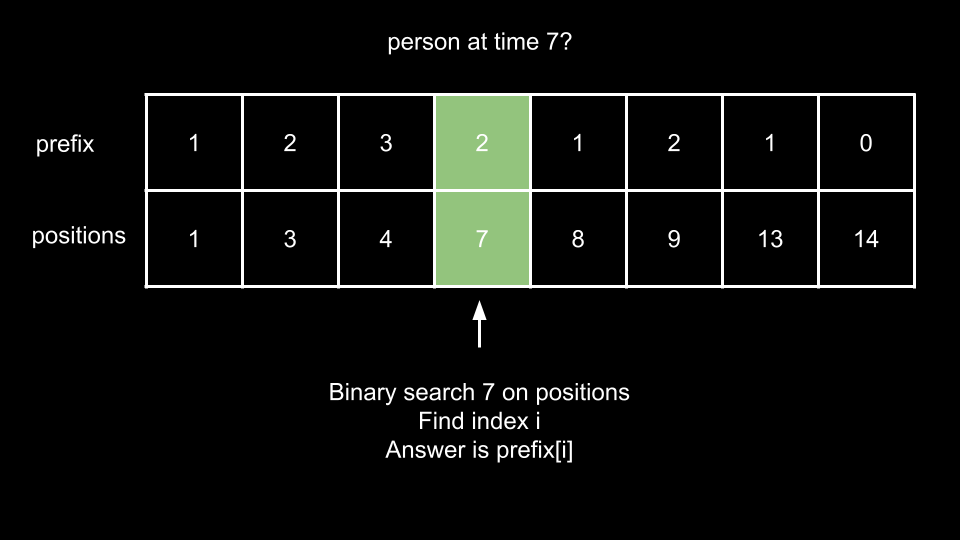 person at time 7?
prefix 1 2 3 2 1 2 1 0
positions 1 3 4 7 8 9 13 14
Binary search 7 on positions
Find index i
Answer is prefix[i]